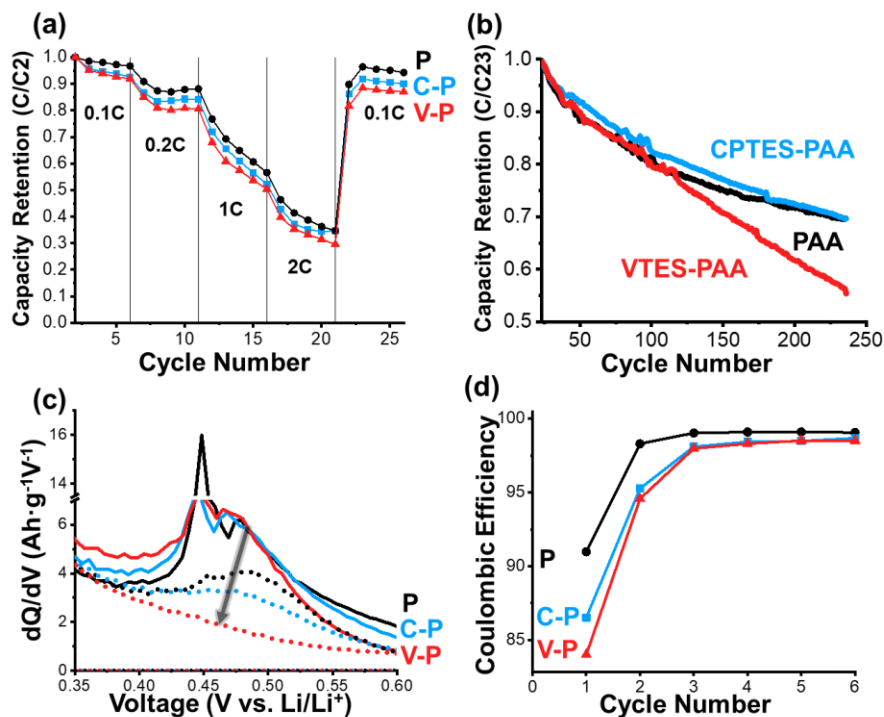 (a)
Capacity Retention (C/C2)
1.0
0.9
0.8
0.7
0.6
0.5
0.4
0.3
0.2
0.1
0.0
0.1C
0.2C
1C
2C
0.1C
P
C-P
V-P
5 10 15 20 25
Cycle Number
(b)
Capacity Retention (C/C23)
1.0
0.9
0.8
0.7
0.6
0.5
CPTES-PAA
PAA
VTES-PAA
50 100 150 200 250
Cycle Number
(c)
dQ/dV (Ah·g⁻¹V⁻¹)
16
14
6
4
2
0
P
C-P
V-P
0.35 0.40 0.45 0.50 0.55 0.60
Voltage (V vs. Li/Li⁺)
(d)
Coulombic Efficiency
100
95
90
85
P
C-P
V-P
0 1 2 3 4 5 6
Cycle Number